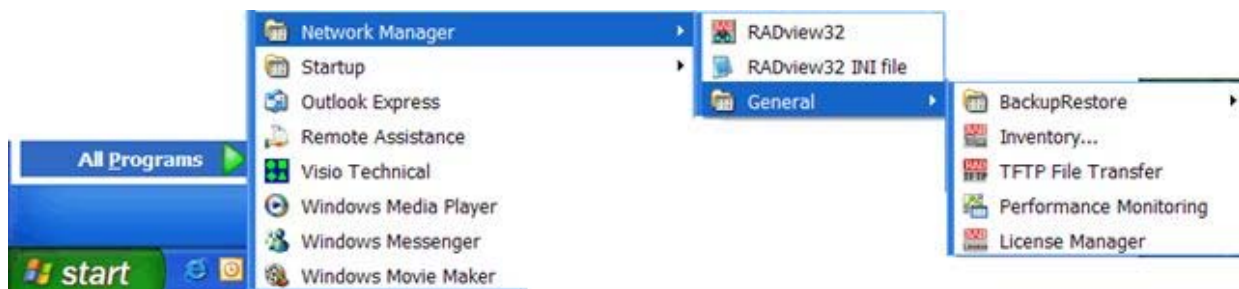 All Programs
start
Network Manager
Startup
Outlook Express
Remote Assistance
Visio Technical
Windows Media Player
Windows Messenger
Windows Movie Maker
RADview32
RADview32 INI file
General
BackupRestore
Inventory...
TFTP File Transfer
Performance Monitoring
License Manager